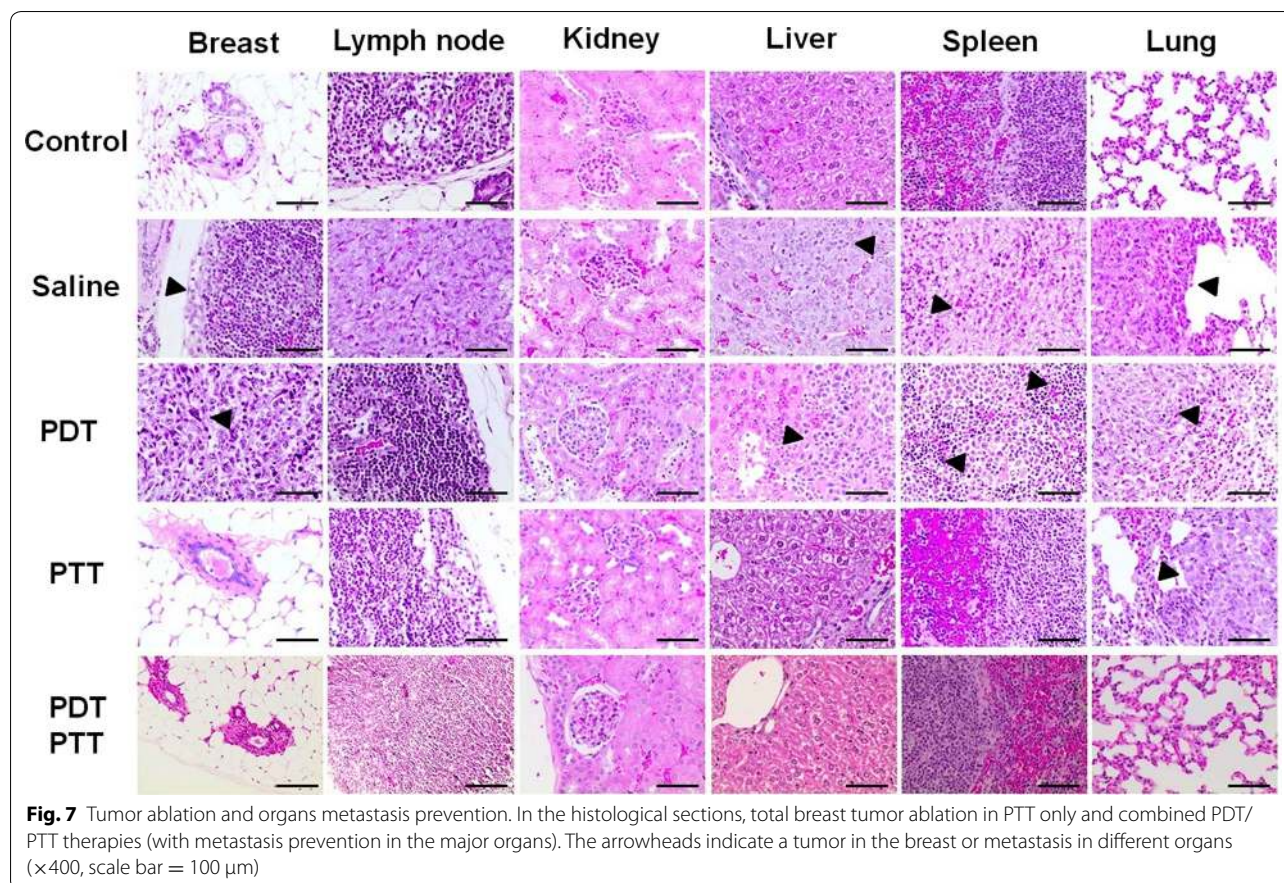 Breast Lymph node Kidney Liver Spleen Lung
Control
Saline
PDT
PTT
PDT
PTT
Fig. 7 Tumor ablation and organs metastasis prevention. In the histological sections, total breast tumor ablation in PTT only and combined PDT/
PTT therapies (with metastasis prevention in the major organs). The arrowheads indicate a tumor in the breast or metastasis in different organs
(×400, scale bar = 100 μm)